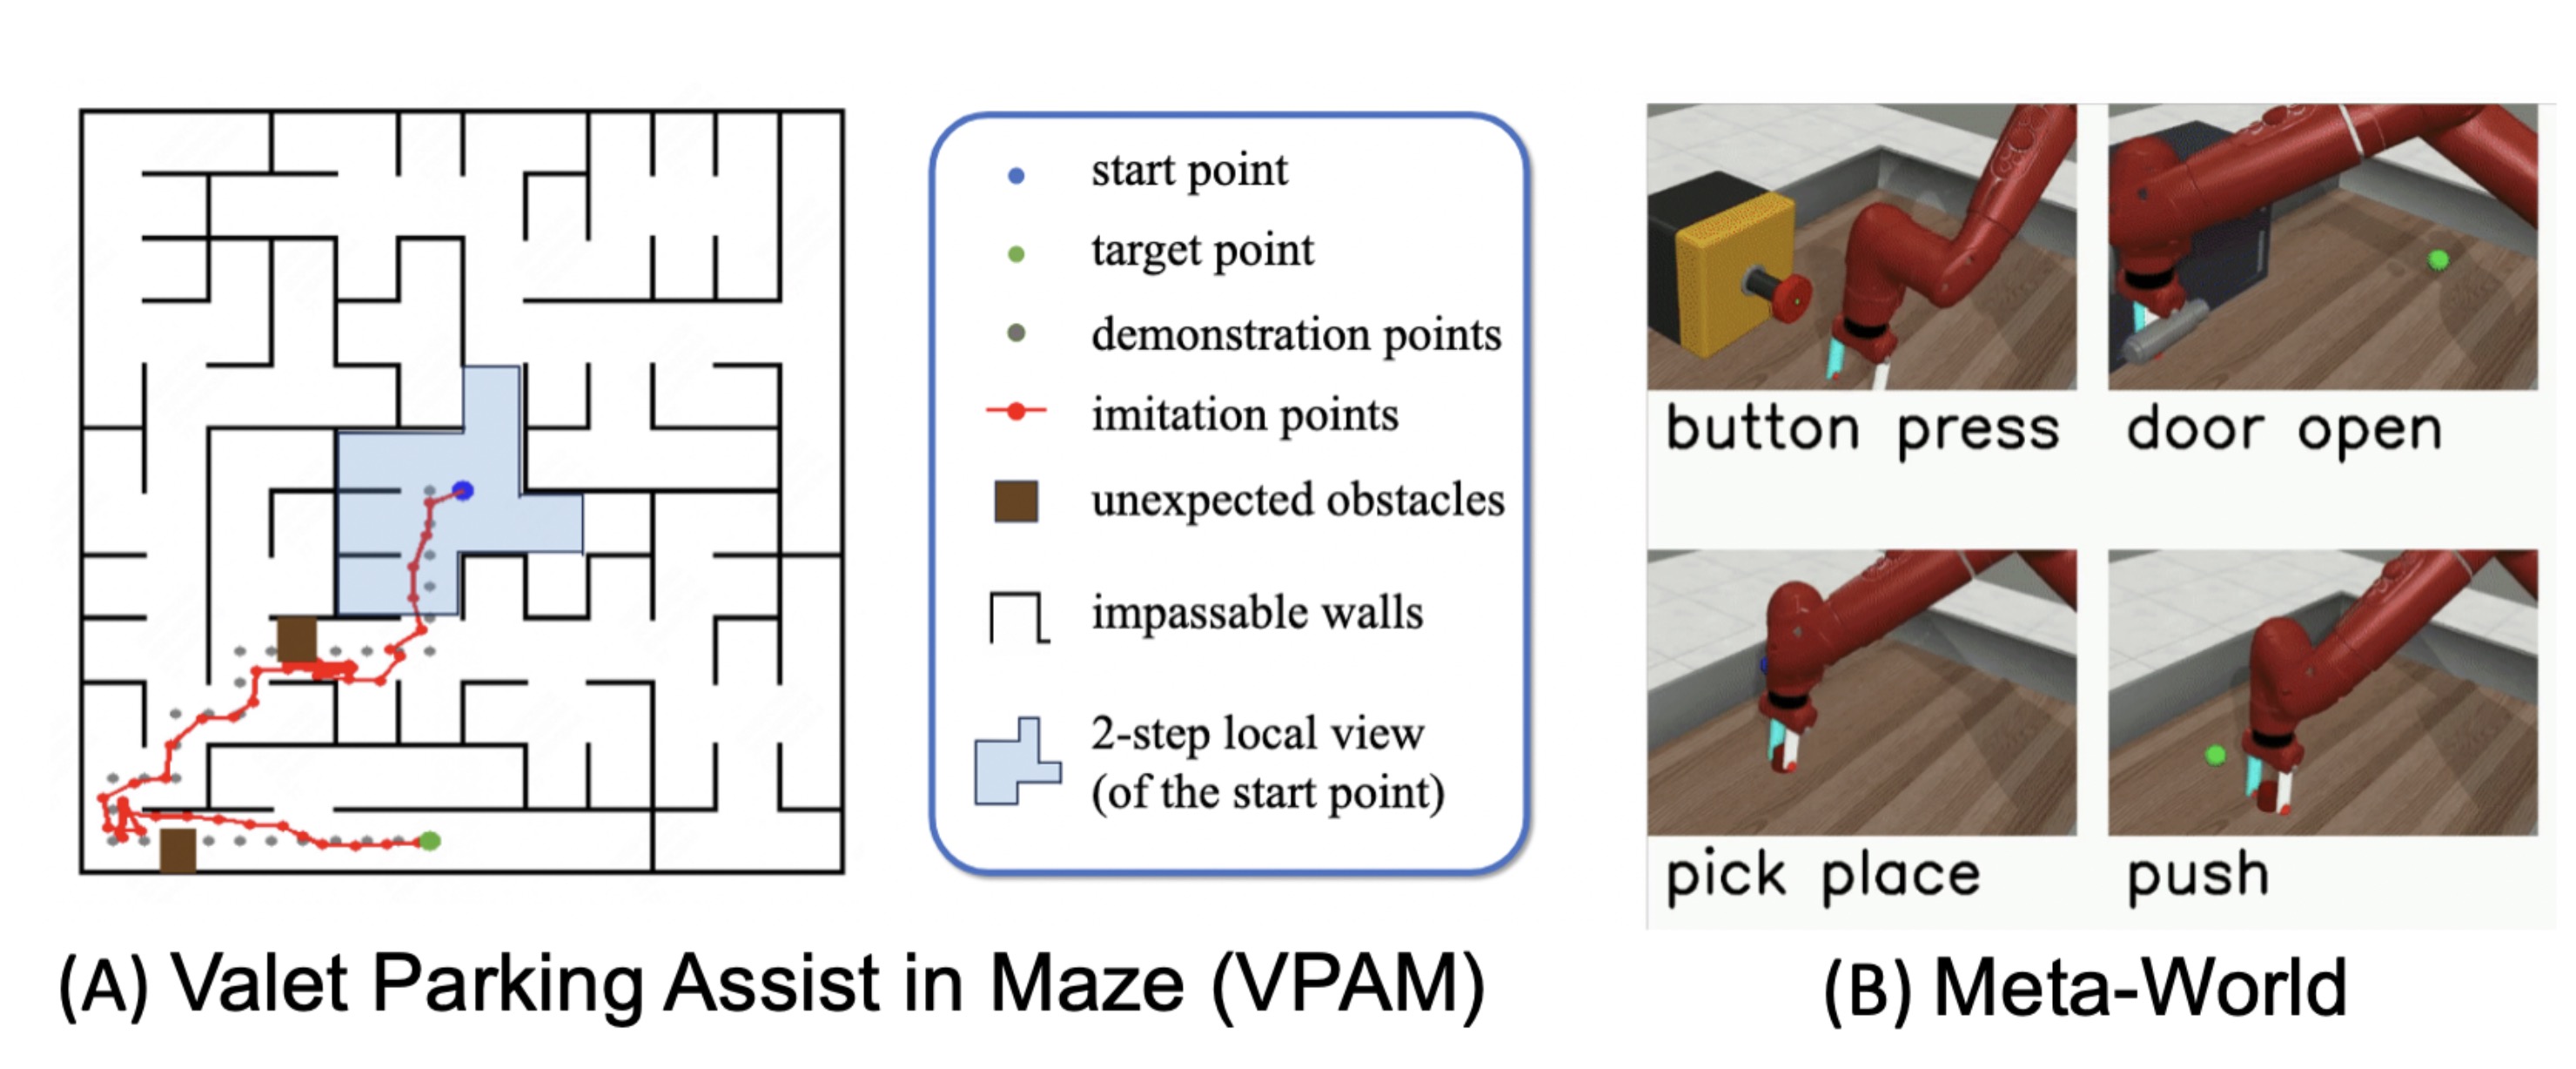 start point
target point
demonstration points
imitation points
unexpected obstacles
impassable walls
2-step local view
(of the start point)
button press
door open
pick place
push
(A) Valet Parking Assist in Maze (VPAM)
(B) Meta-World